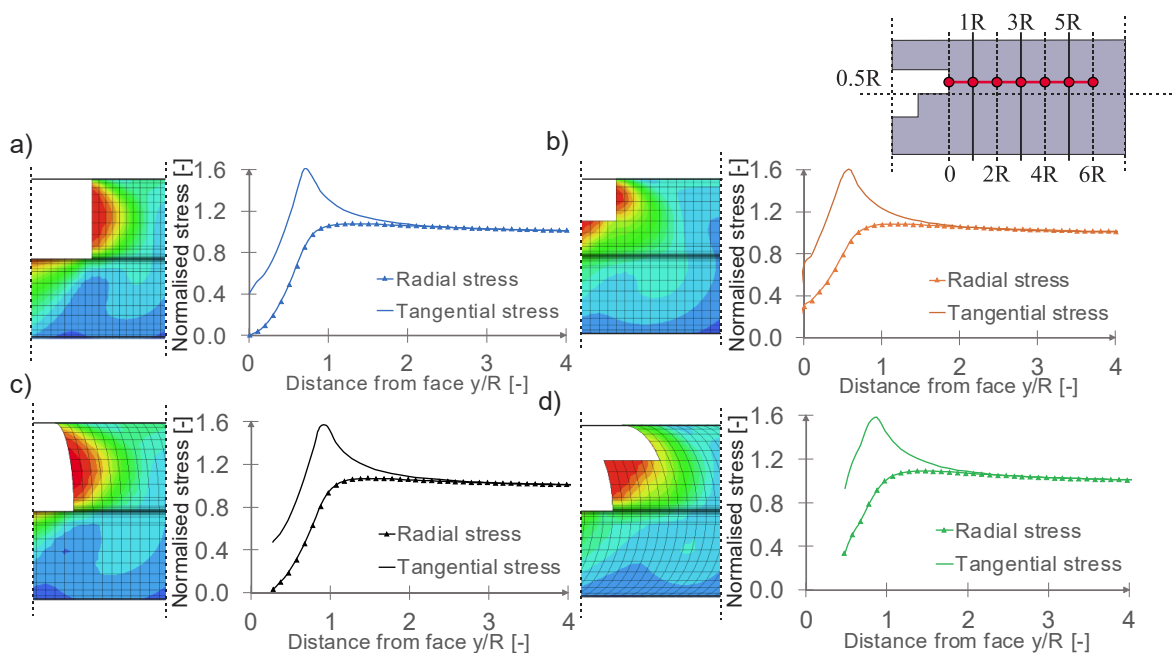 1R 3R 5R
0.5R
0 2R 4R 6R
a)
Normalised stress [-]
1.6
1.2
0.8
0.4
0.0
Radial stress
Tangential stress
0 1 2 3 4
Distance from face y/R [-]
b)
Normalised stress [-]
1.6
1.2
0.8
0.4
0.0
Radial stress
Tangential stress
0 1 2 3 4
Distance from face y/R [-]
c)
Normalised stress [-]
1.6
1.2
0.8
0.4
0.0
Radial stress
Tangential stress
0 1 2 3 4
Distance from face y/R [-]
d)
Normalised stress [-]
1.6
1.2
0.8
0.4
0.0
Radial stress
Tangential stress
0 1 2 3 4
Distance from face y/R [-]